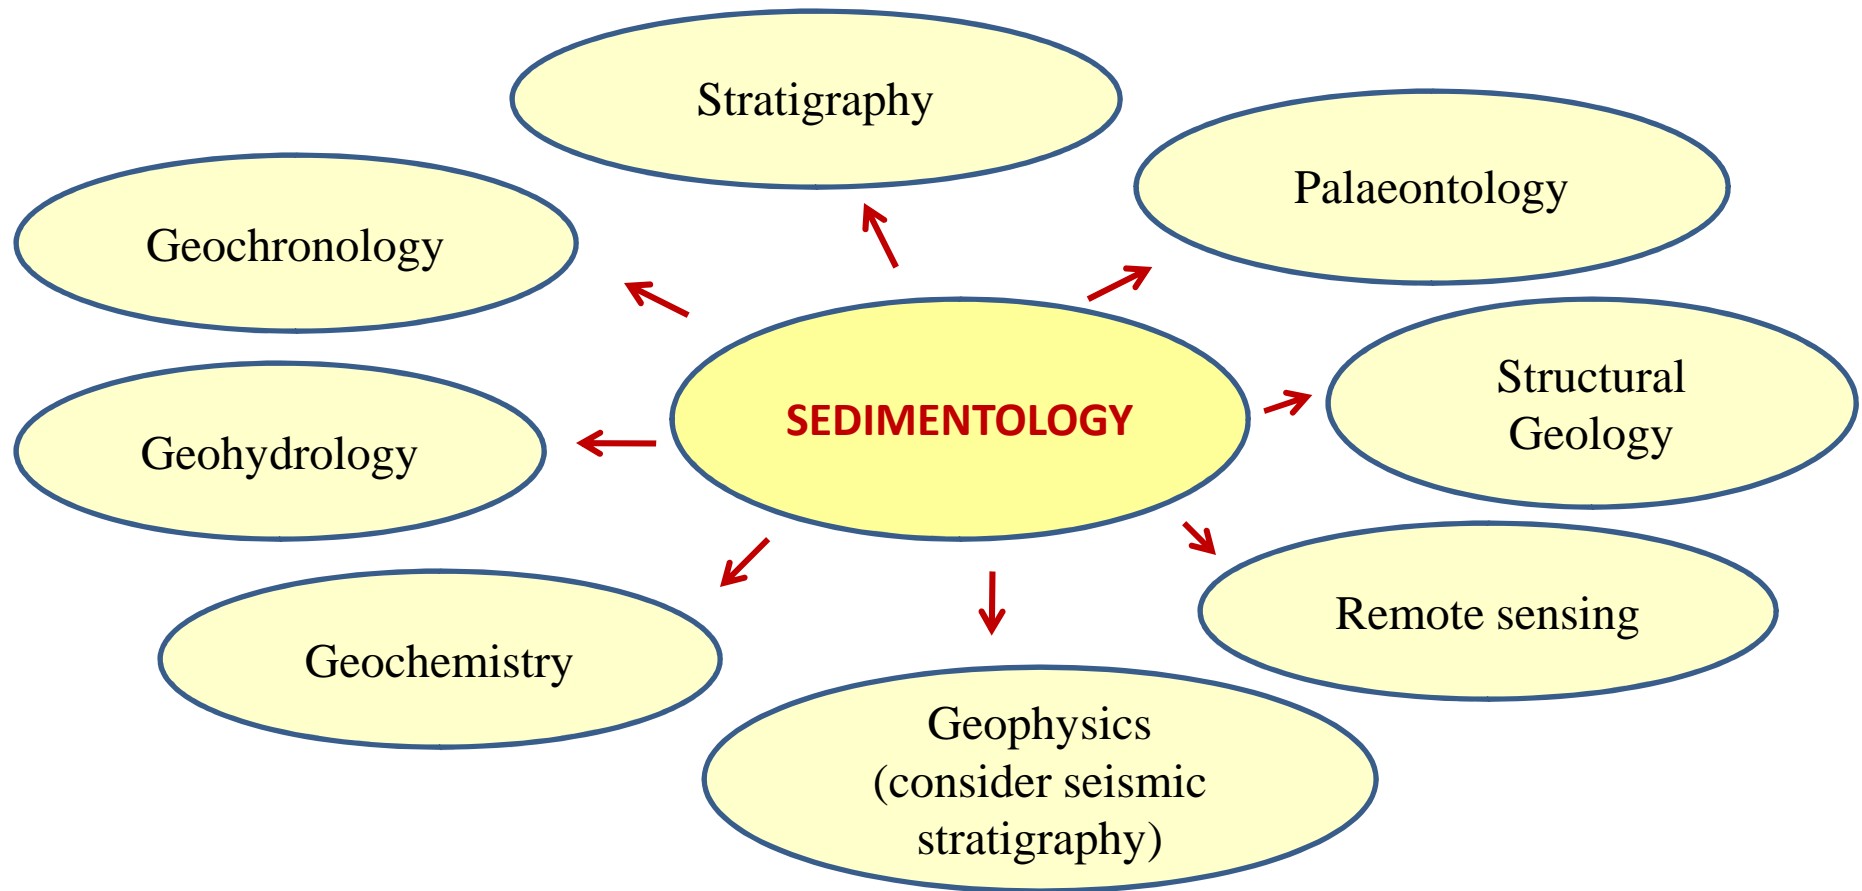 Stratigraphy
Palaeontology
Geochronology
SEDIMENTOLOGY
Structural
Geology
Geohydrology
Remote sensing
Geochemistry
Geophysics
(consider seismic
stratigraphy)